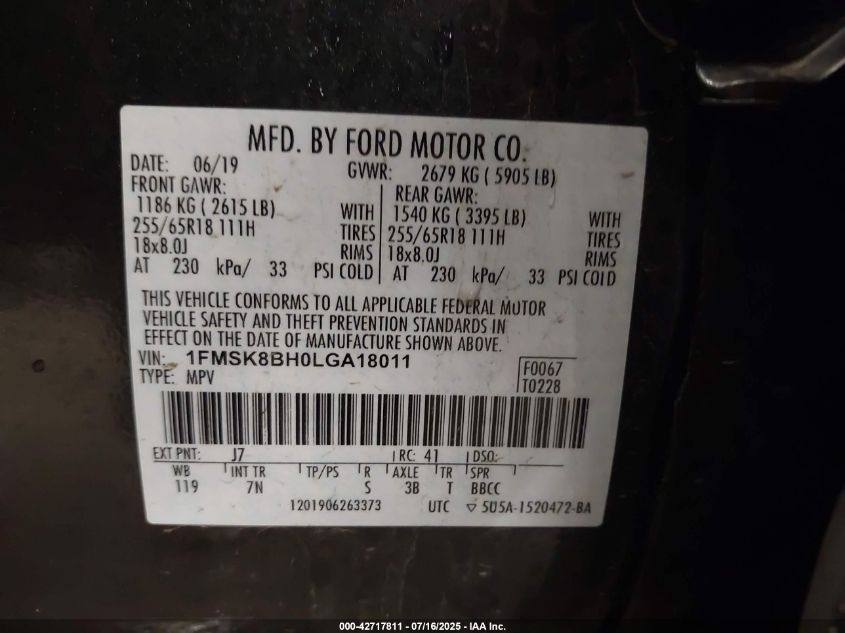 MFD. BY FORD MOTOR CO.
DATE: 06/19 GVWR: 2679 KG ( 5905 LB)
FRONT GAWR: REAR GAWR:
1186 KG ( 2615 LB) WITH 1540 KG ( 3395 LB) WITH
255/65R18 111H TIRES 255/65R18 111H TIRES
18x8.0J RIMS 18x8.0J RIMS
AT 230 kPa/ 33 PSI COLD AT 230 kPa/ 33 PSI COLD
THIS VEHICLE CONFORMS TO ALL APPLICABLE FEDERAL MOTOR
VEHICLE SAFETY AND THEFT PREVENTION STANDARDS IN
EFFECT ON THE DATE OF MANUFACTURE SHOWN ABOVE.
VIN: 1FMSK8BH0LGA18011 F0067
TYPE: MPV T0228
EXT PNT: J7 RC: 41 DSO:
WB INT TR TP/PS R AXLE TR SPR
119 7N S 3B T BBCC
1201906263373 UTC ▽ 5U5A-1520472-BA
000-42717811 - 07/16/2025 - IAA Inc.